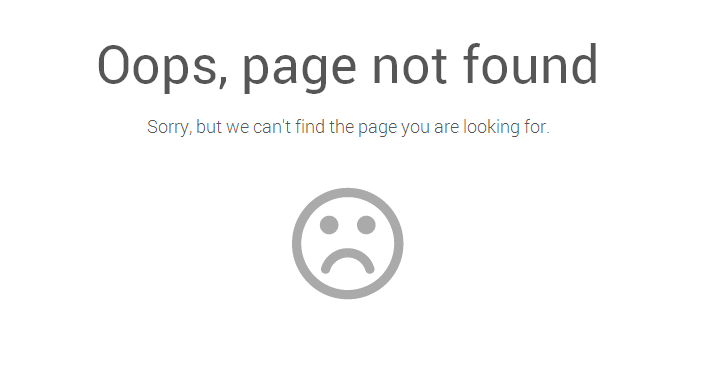 Oops, page not found
Sorry, but we can't find the page you are looking for.